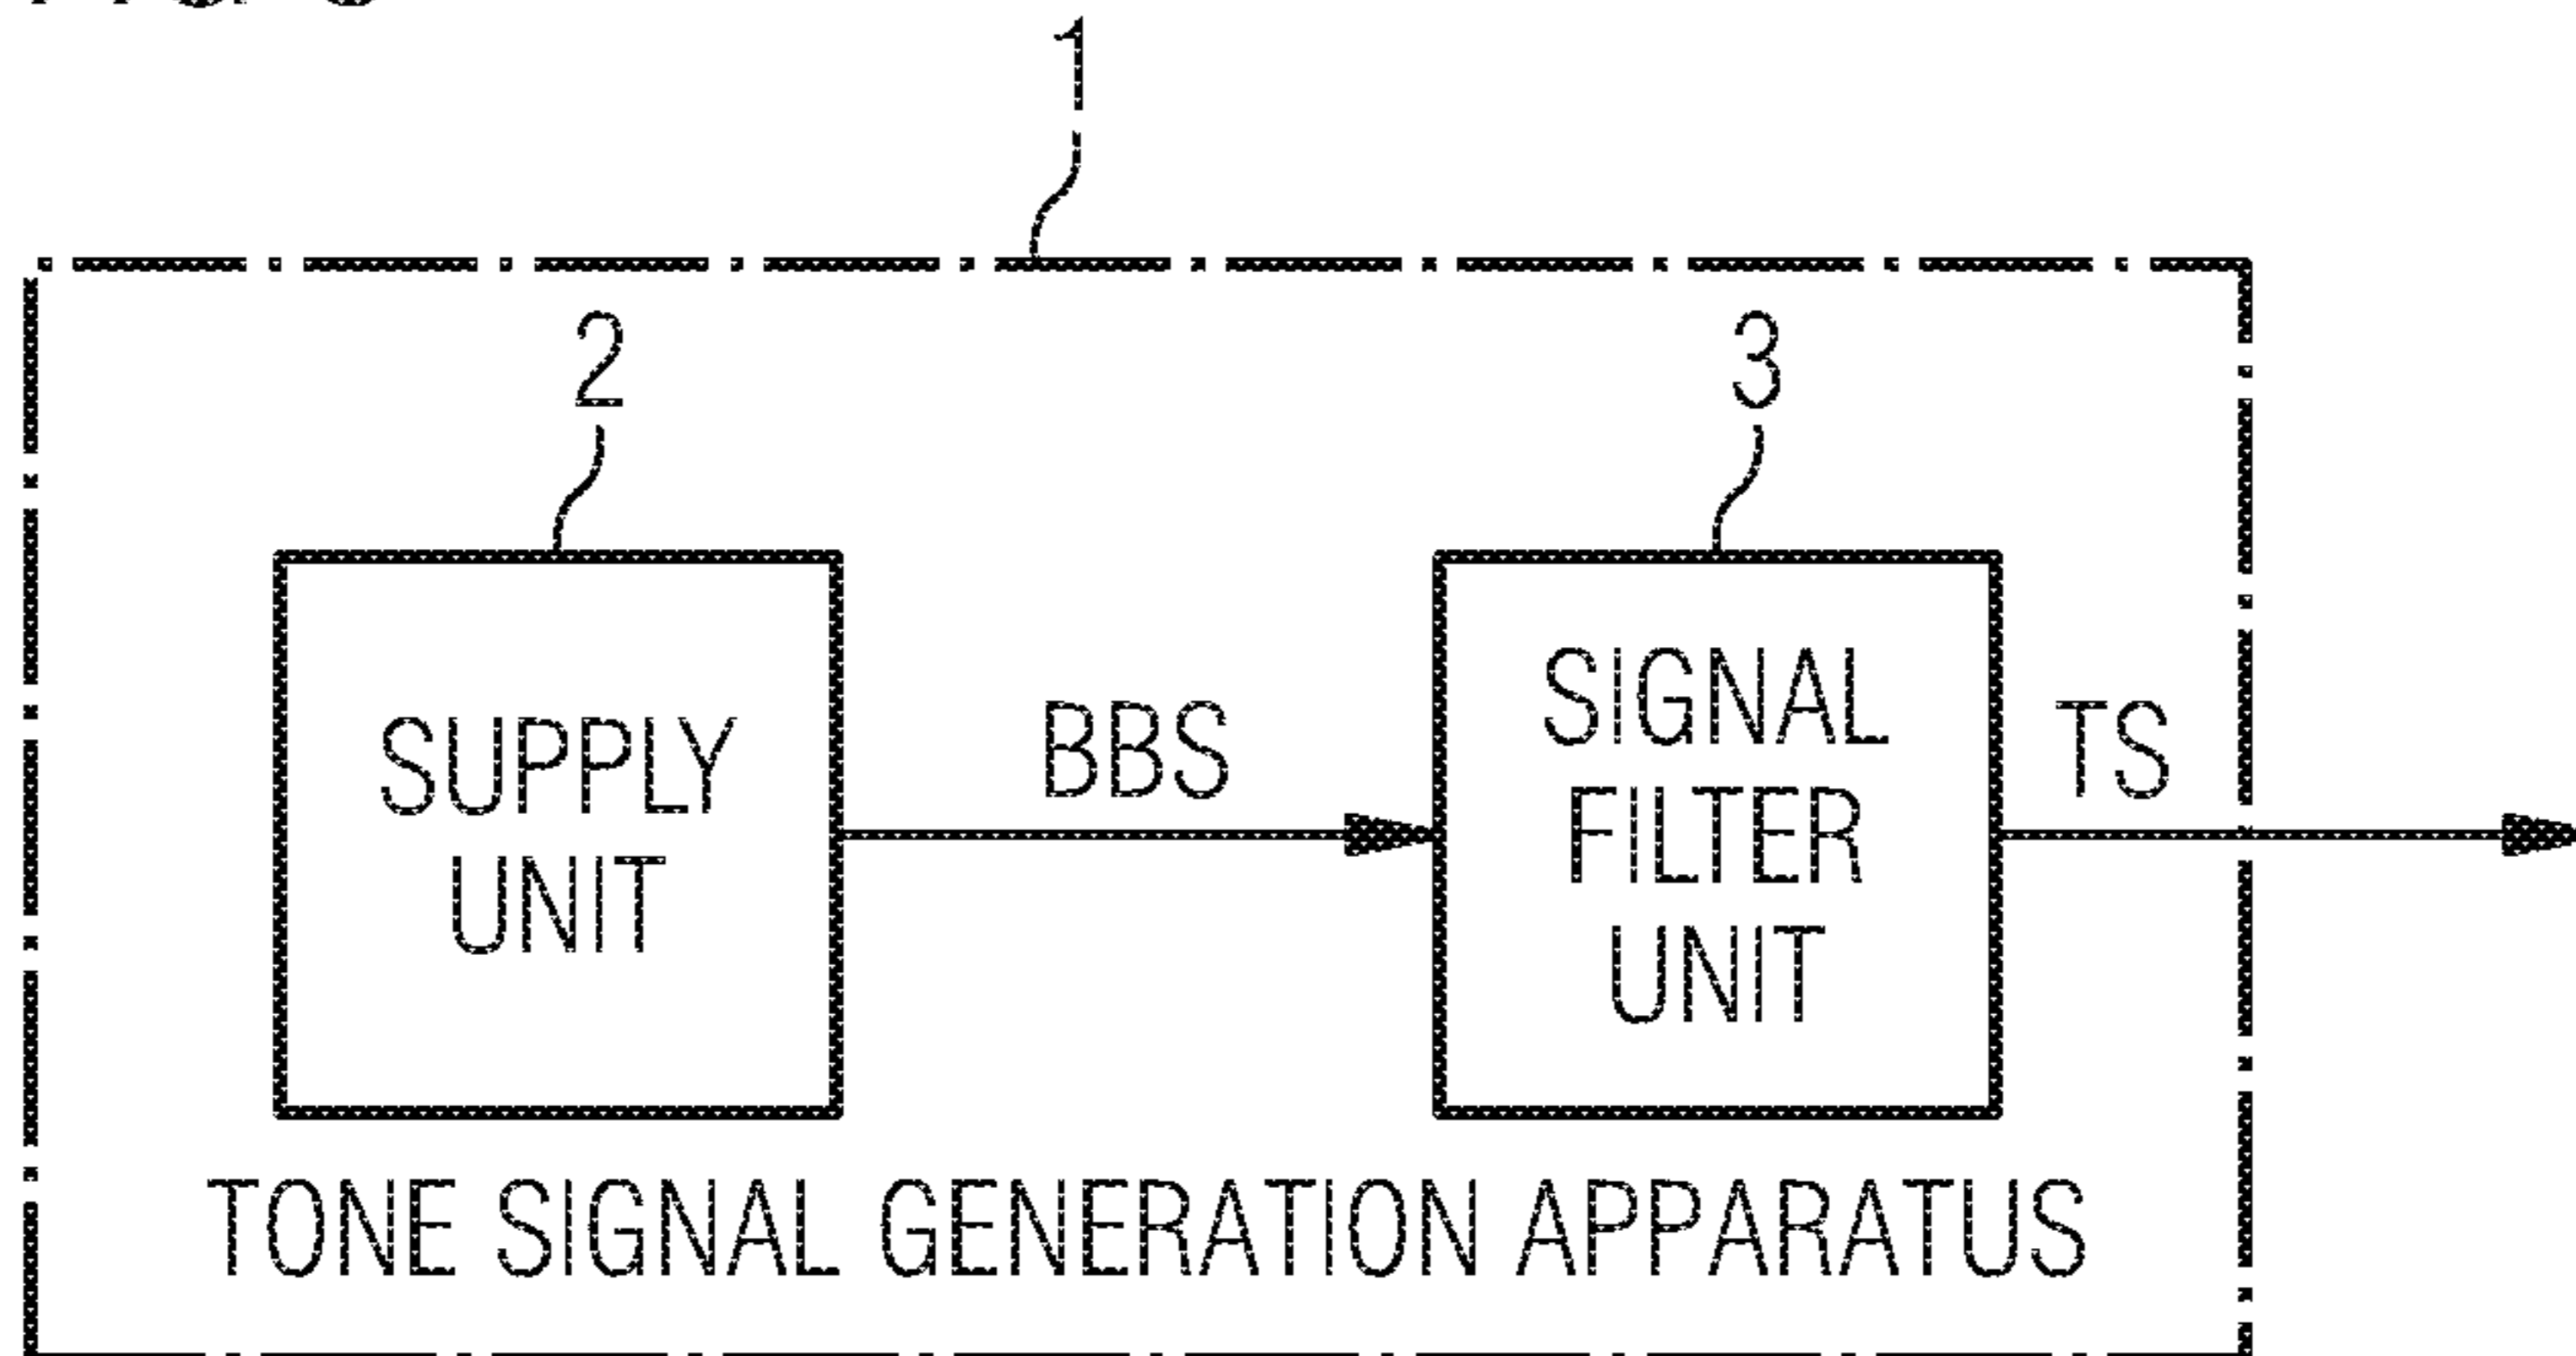 1
2
3
SUPPLY
UNIT
BBS
SIGNAL
FILTER
UNIT
TS
TONE SIGNAL GENERATION APPARATUS